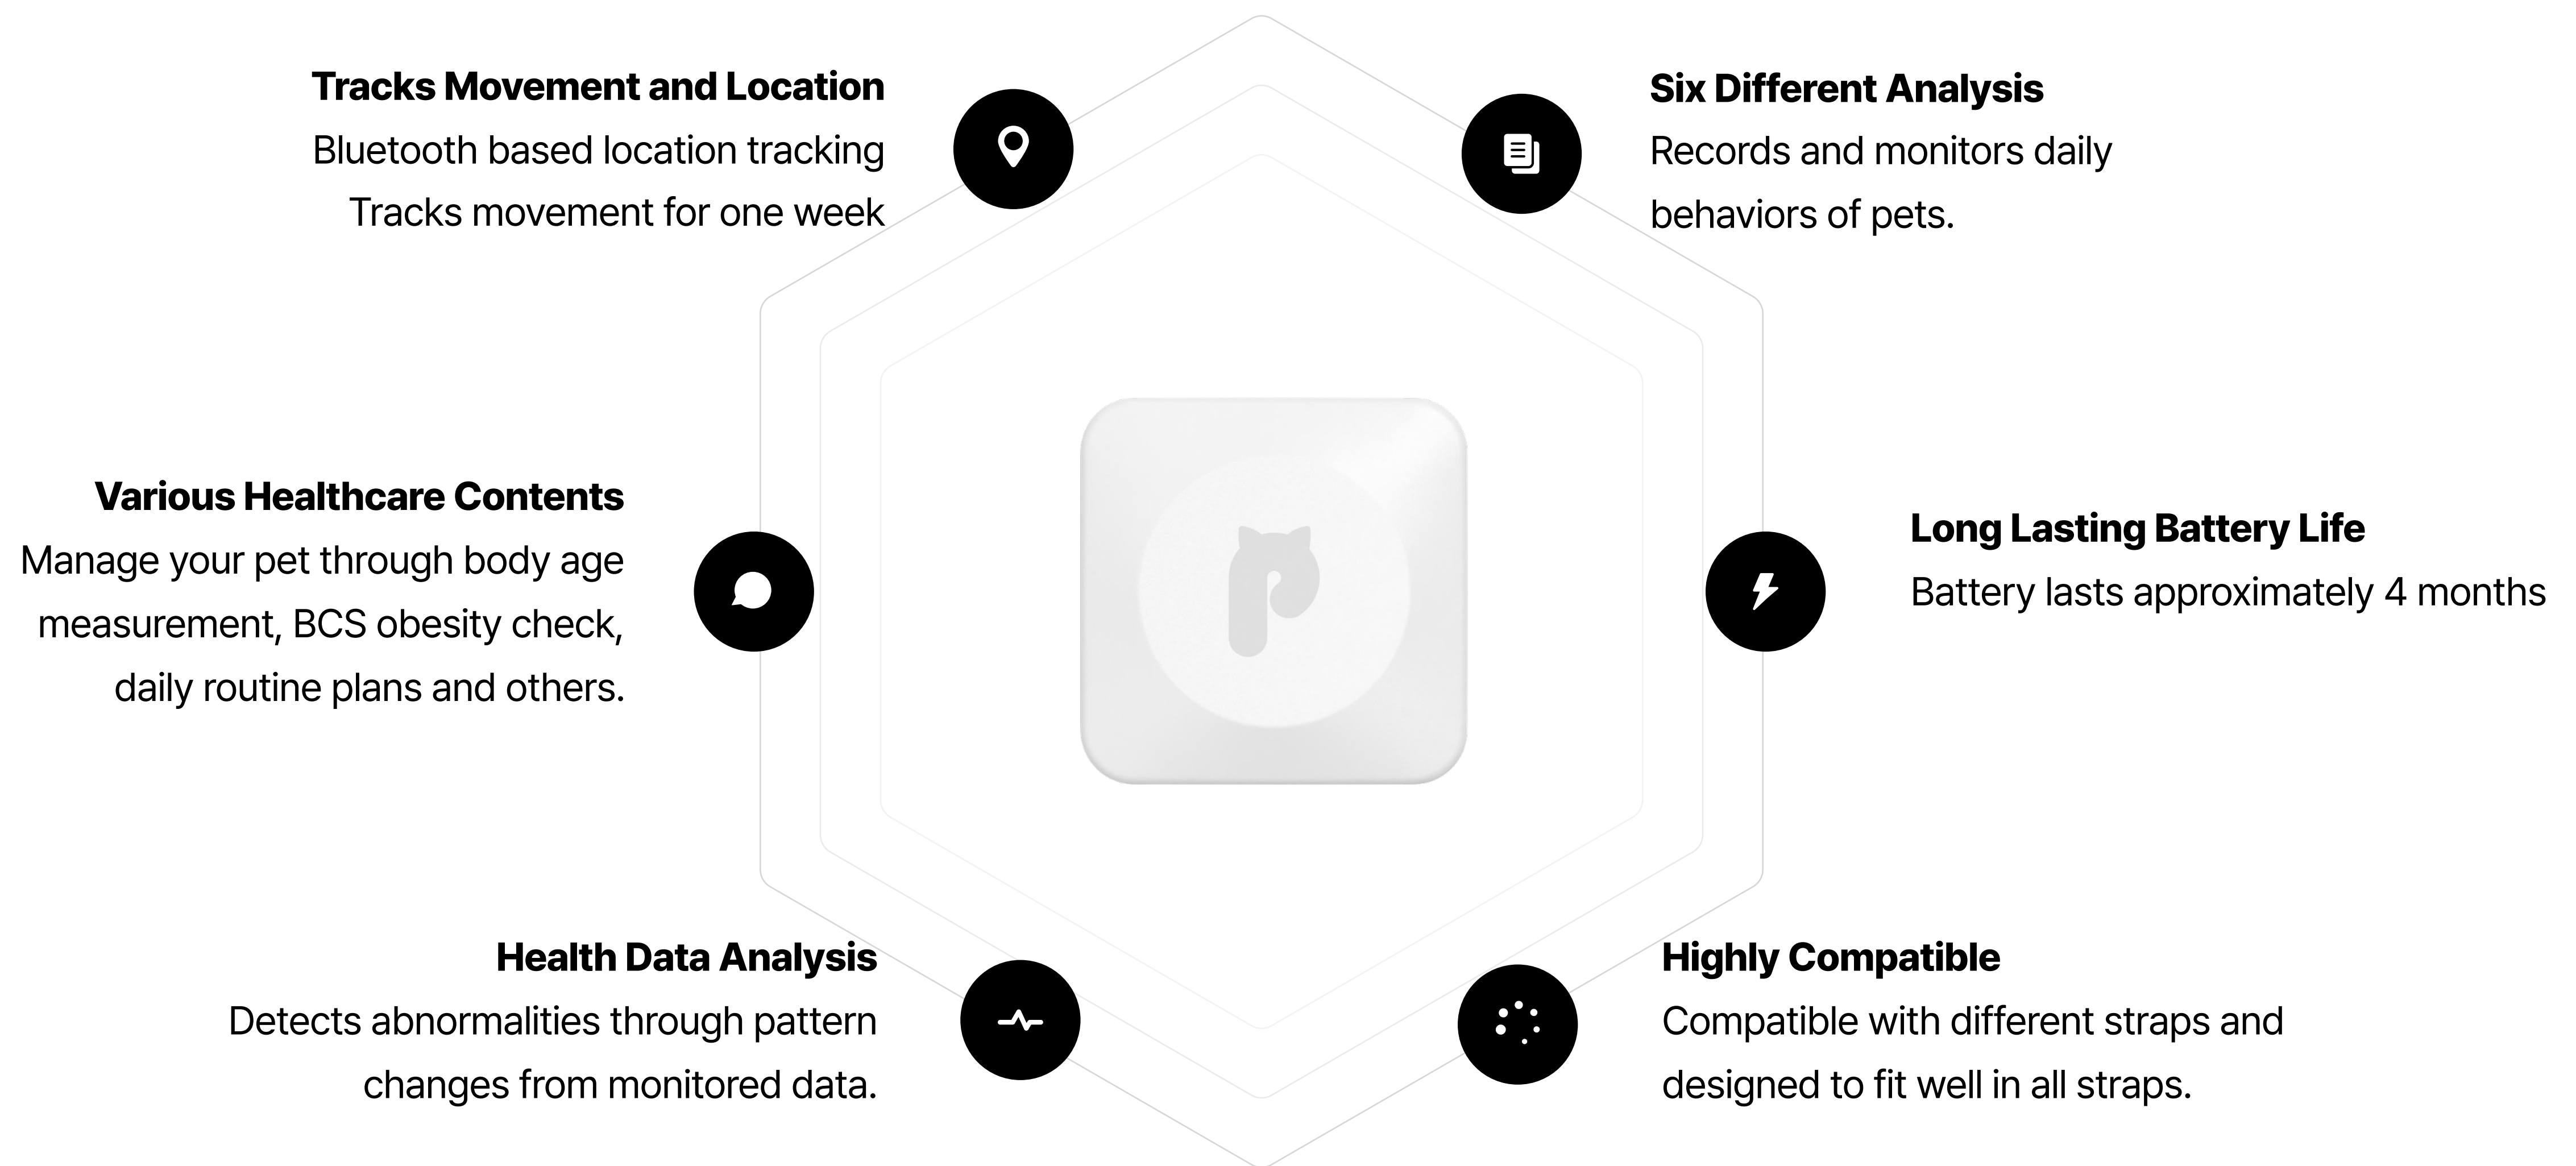 Tracks Movement and Location
Bluetooth based location tracking
Tracks movement for one week
Six Different Analysis
Records and monitors daily
behaviors of pets.
Various Healthcare Contents
Manage your pet through body age
measurement, BCS obesity check,
daily routine plans and others.
Long Lasting Battery Life
Battery lasts approximately 4 months
Health Data Analysis
Detects abnormalities through pattern
changes from monitored data.
Highly Compatible
Compatible with different straps and
designed to fit well in all straps.